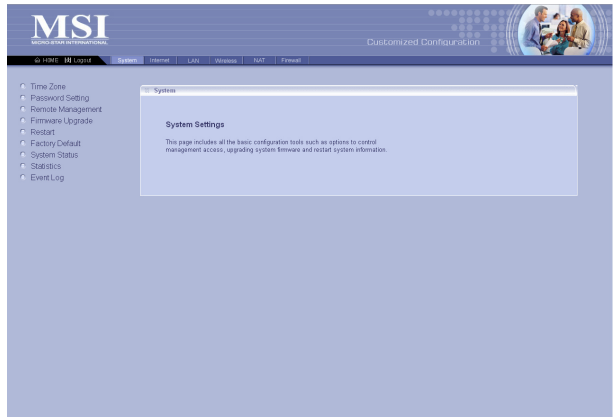 MSI
MICRO-STAR INTERNATIONAL
Customized Configuration
HOME Logout System Internet LAN Wireless NAT Firewall
Time Zone
Password Setting
Remote Management
Firmware Upgrade
Restart
Factory Default
System Status
Statistics
Event Log
System
System Settings
This page includes all the basic configuration tools such as options to control
management access, upgrading system firmware and restart system information.